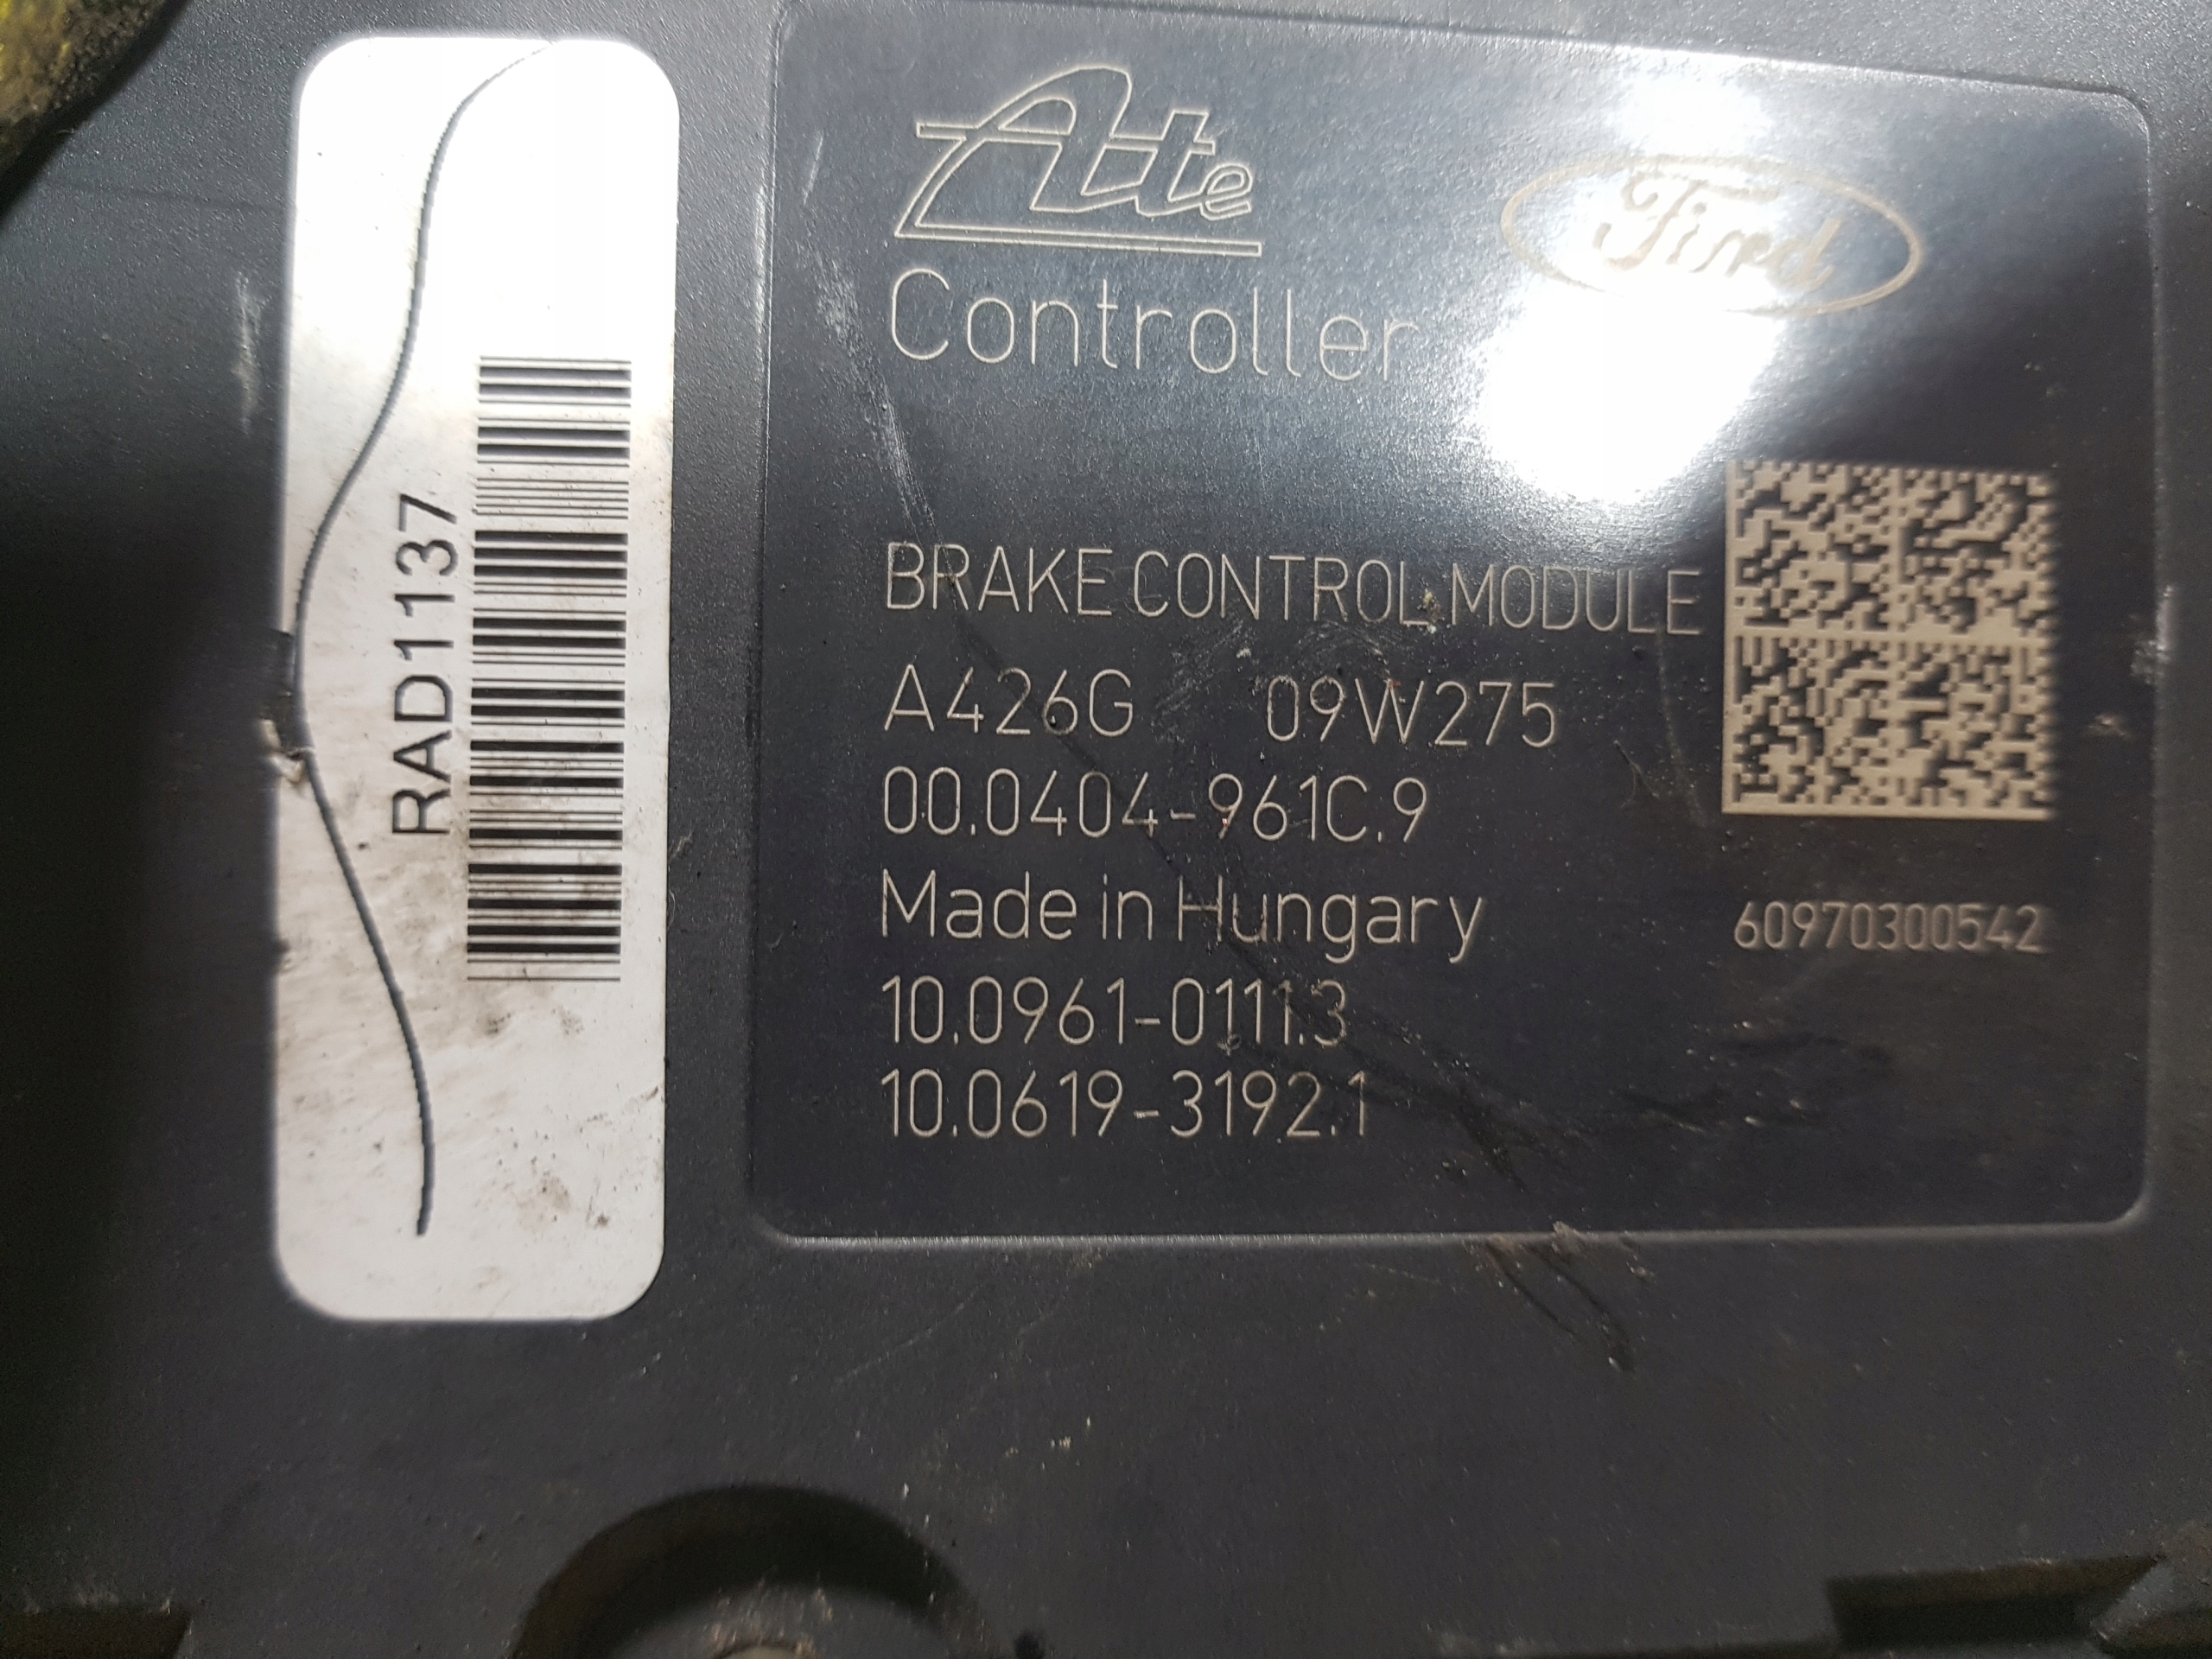 RAD1137
Ate
Ford
Controller
BRAKE CONTROL MODULE
A426G 09W275
00.0404-961C.9
Made in Hungary
60970300542
10.0961-0111.3
10.0619-3192.1